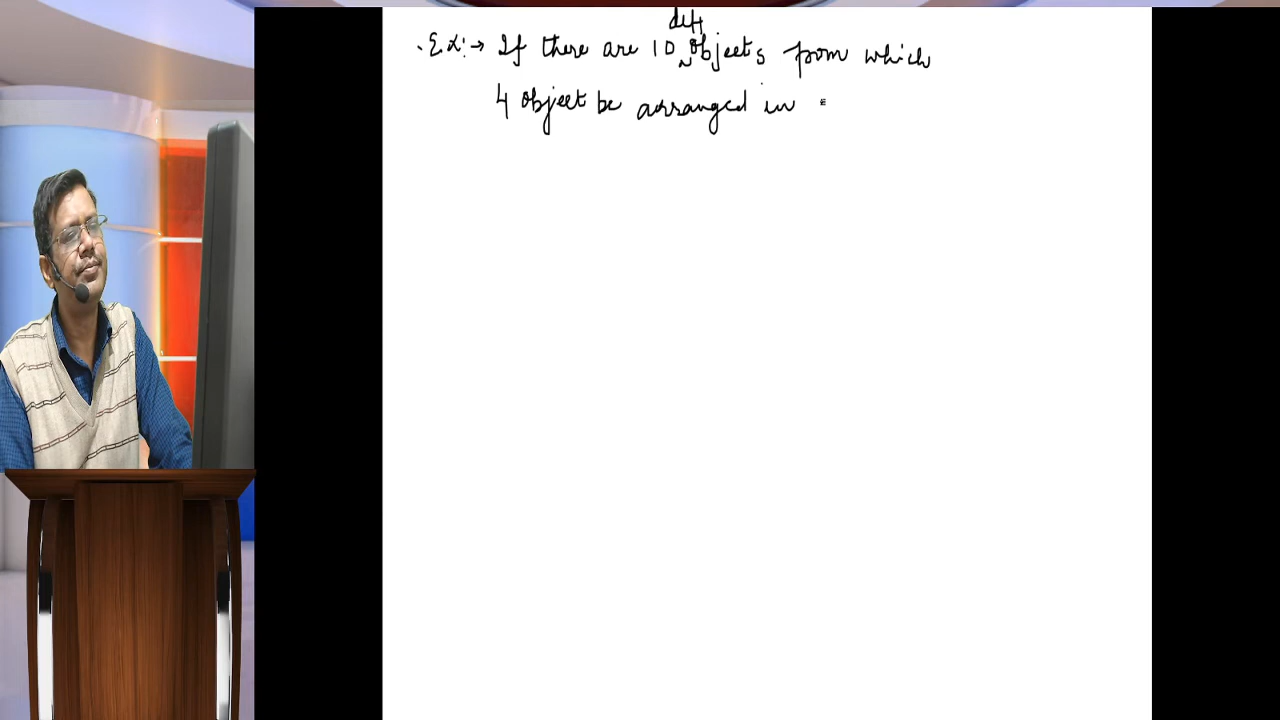 diff
Ex:→ If there are 10 objects from which
4 object be arranged in